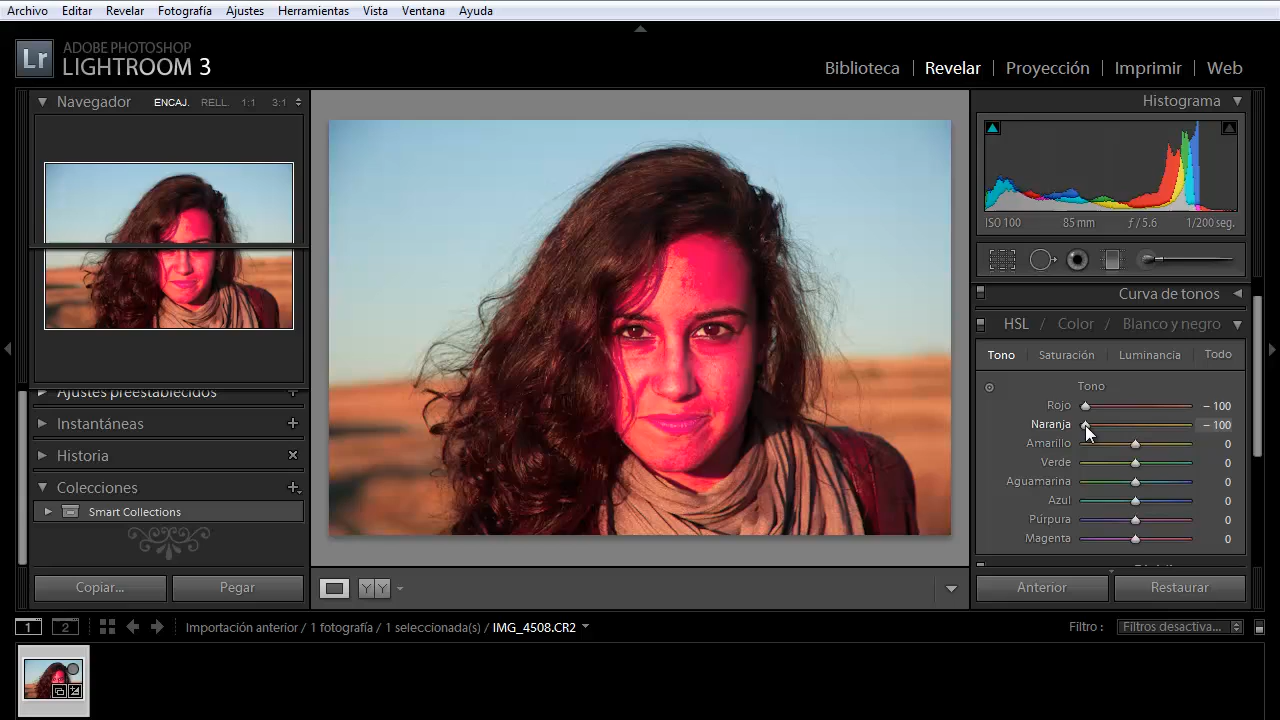 Archivo Editar Revelar Fotografía Ajustes Herramientas Vista Ventana Ayuda
Lr ADOBE PHOTOSHOP
LIGHTROOM 3
Biblioteca | Revelar | Proyección | Imprimir | Web
Navegador ENCAJ. RELL. 1:1 3:1
Histograma
ISO 100 85 mm ƒ / 5.6 1/200 seg.
Curva de tonos
HSL / Color / Blanco y negro
Tono Saturación Luminancia Todo
Tono
Rojo – 100
Naranja – 100
Amarillo 0
Verde 0
Aguamarina 0
Azul 0
Púrpura 0
Magenta 0
Ajustes preestablecidos
Instantáneas
Historia
Colecciones
Smart Collections
Copiar... Pegar
YY
Anterior Restaurar
1 2 Importación anterior / 1 fotografía / 1 seleccionada(s) / IMG_4508.CR2
Filtro : Filtros desactiva...